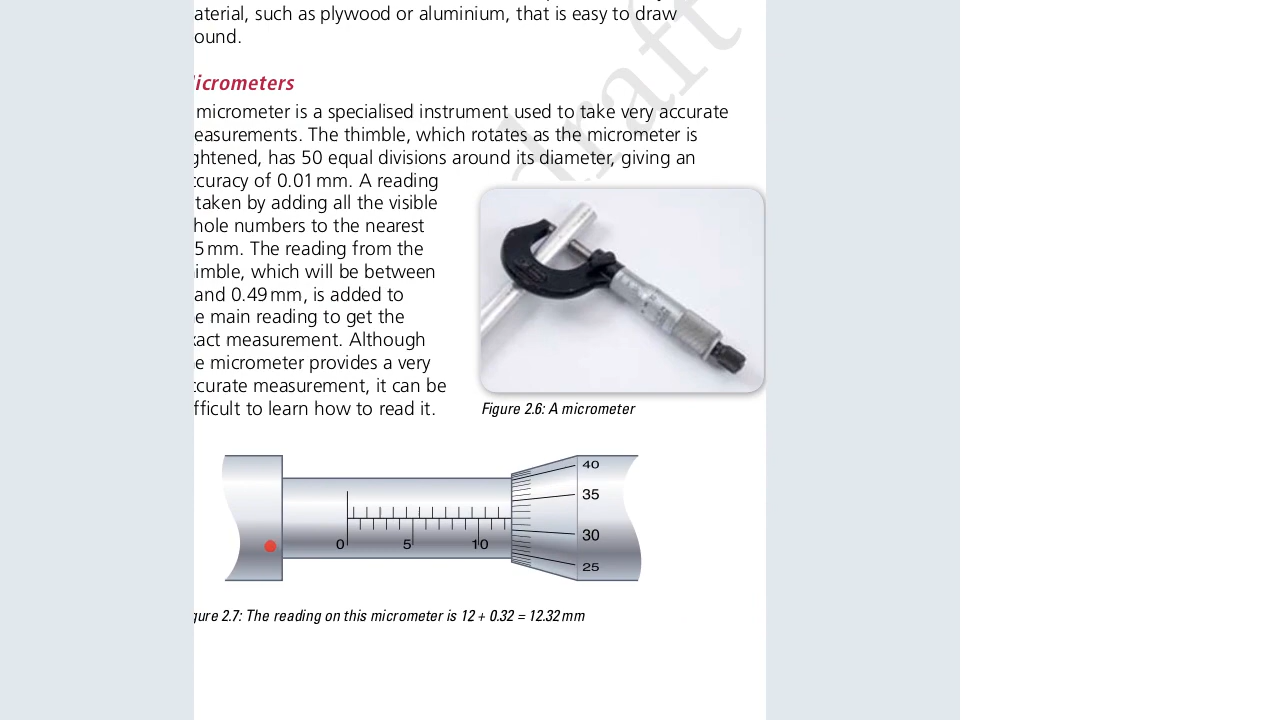 aterial, such as plywood or aluminium, that is easy to draw
ound.
icrometers
micrometer is a specialised instrument used to take very accurate
easurements. The thimble, which rotates as the micrometer is
ghtened, has 50 equal divisions around its diameter, giving an
ccuracy of 0.01 mm. A reading
taken by adding all the visible
hole numbers to the nearest
5 mm. The reading from the
imble, which will be between
and 0.49 mm, is added to
e main reading to get the
xact measurement. Although
e micrometer provides a very
ccurate measurement, it can be
fficult to learn how to read it.
Figure 2.6: A micrometer
40
35
30
25
0 5 10
gure 2.7: The reading on this micrometer is 12 + 0.32 = 12.32 mm
draft